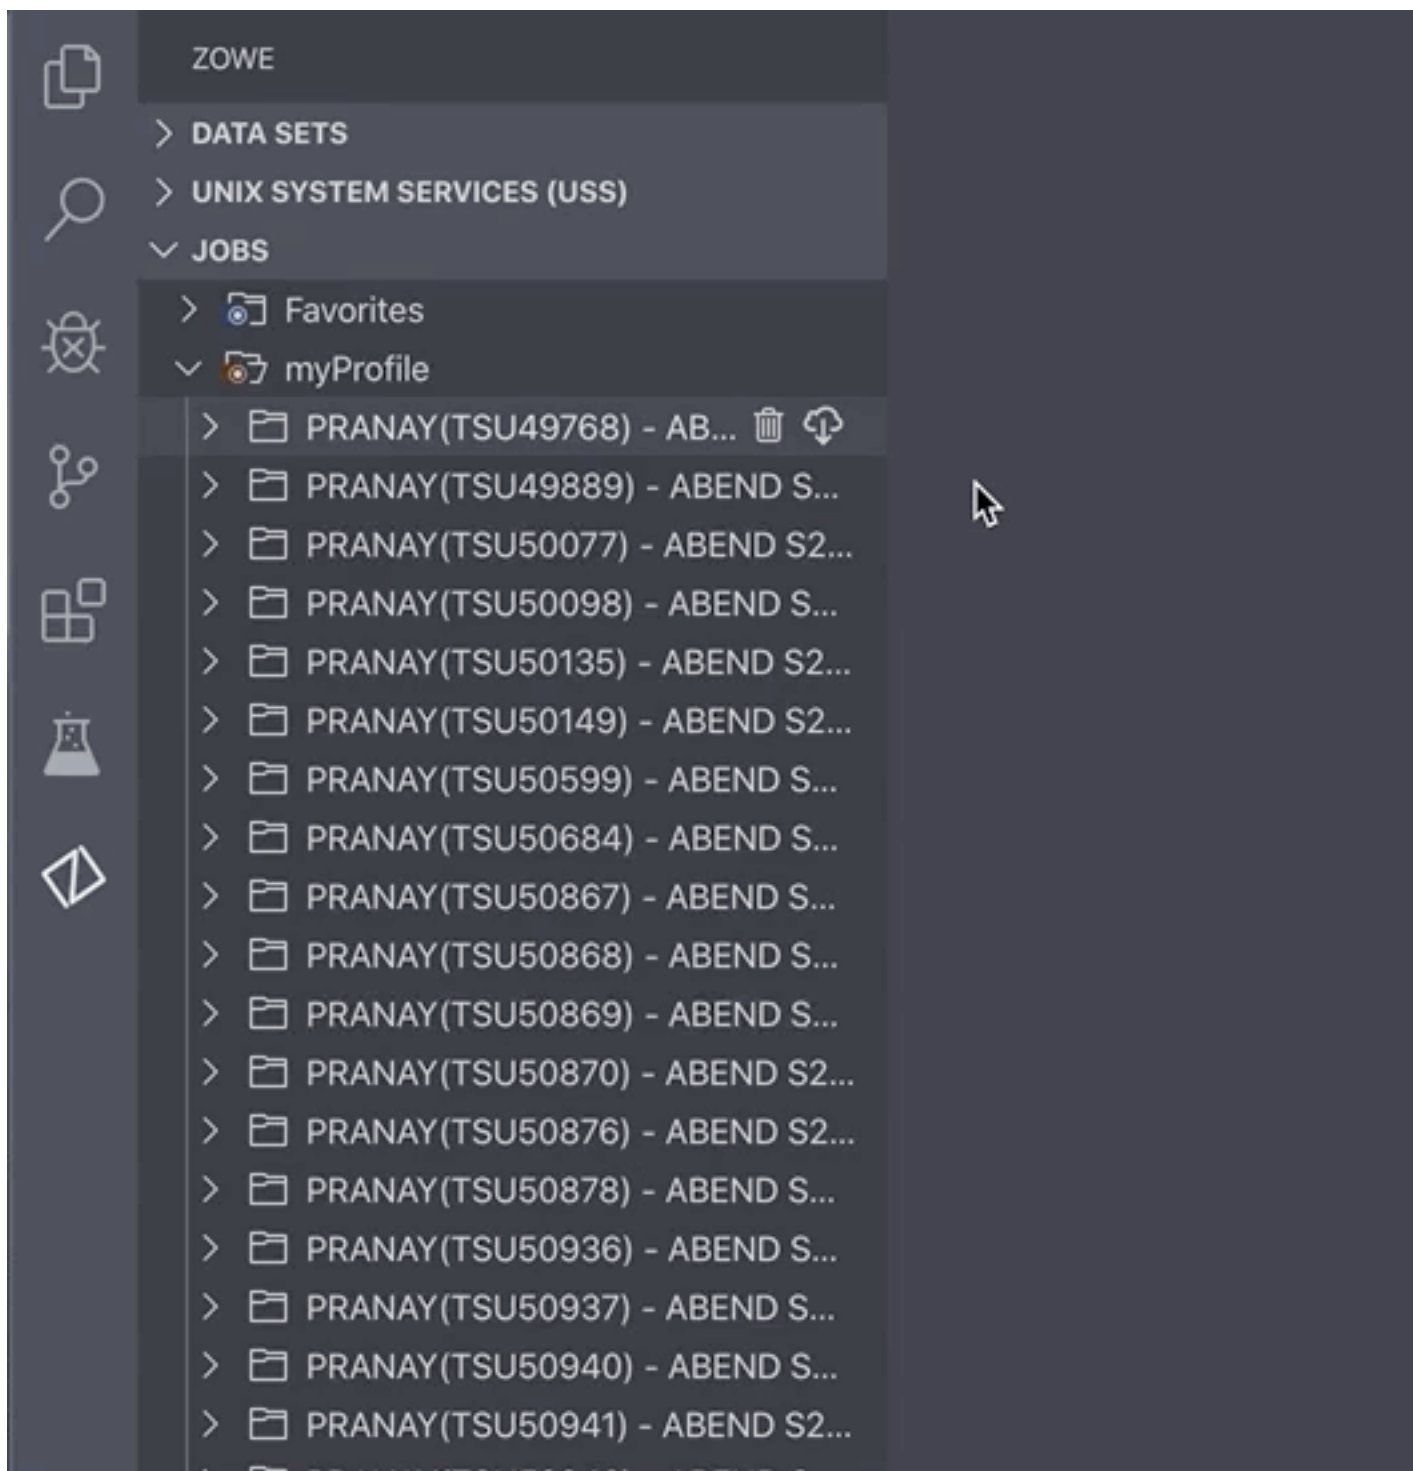 ZOWE
DATA SETS
UNIX SYSTEM SERVICES (USS)
JOBS
Favorites
myProfile
PRANAY(TSU49768) - AB...
PRANAY(TSU49889) - ABEND S...
PRANAY(TSU50077) - ABEND S2...
PRANAY(TSU50098) - ABEND S...
PRANAY(TSU50135) - ABEND S2...
PRANAY(TSU50149) - ABEND S2...
PRANAY(TSU50599) - ABEND S...
PRANAY(TSU50684) - ABEND S...
PRANAY(TSU50867) - ABEND S...
PRANAY(TSU50868) - ABEND S...
PRANAY(TSU50869) - ABEND S...
PRANAY(TSU50870) - ABEND S2...
PRANAY(TSU50876) - ABEND S2...
PRANAY(TSU50878) - ABEND S...
PRANAY(TSU50936) - ABEND S...
PRANAY(TSU50937) - ABEND S...
PRANAY(TSU50940) - ABEND S...
PRANAY(TSU50941) - ABEND S2...